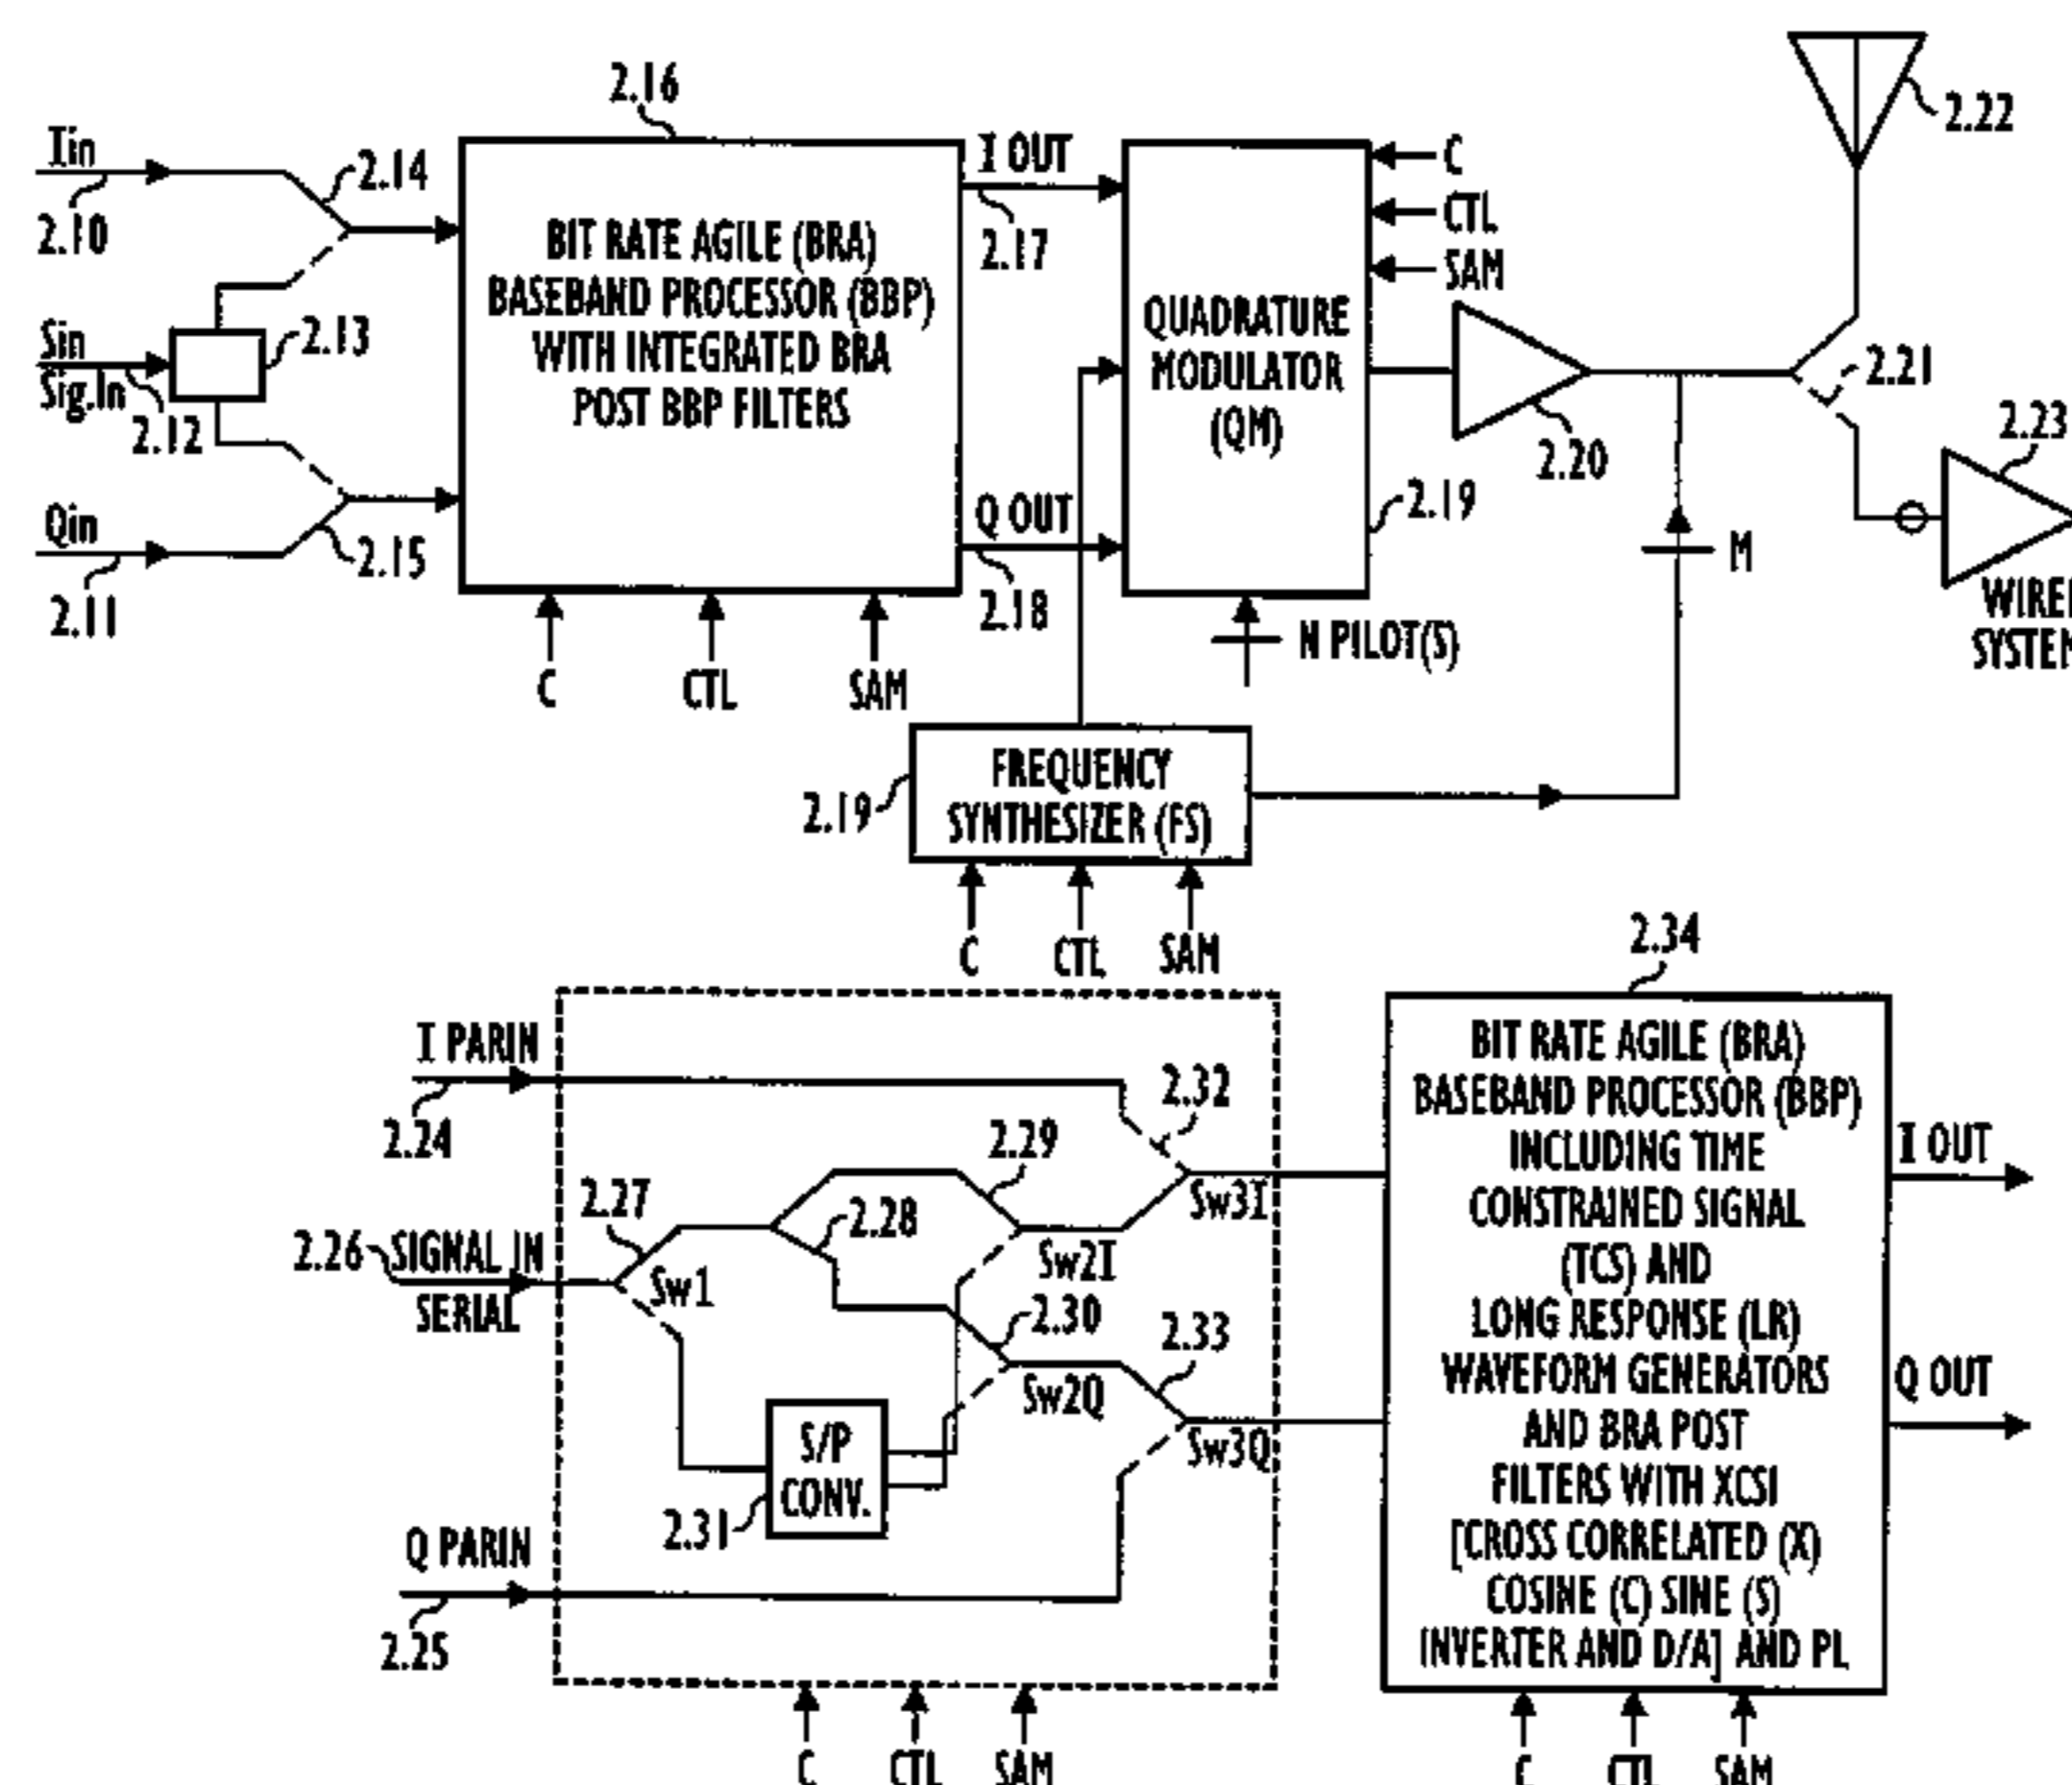 2.16
2.22
Iin
2.14
2.10
I OUT
2.17
C
CTL
SAM
BIT RATE AGILE (BRA)
BASEBAND PROCESSOR (BBP)
WITH INTEGRATED BRA
POST BBP FILTERS
QUADRATURE
MODULATOR
(QM)
Sin
Sig.In
2.13
2.12
2.21
2.20
2.23
Qin
2.15
2.11
Q OUT
2.18
2.19
M
N PILOT(S)
WIRE
SYSTEM
C
CTL
SAM
FREQUENCY
SYNTHESIZER (FS)
2.19
C
CTL
SAM
2.34
I PARIN
2.24
2.32
2.29
2.27
2.28
Sw3I
2.26
SIGNAL IN
SERIAL
Sw1
Sw2I
2.30
2.33
Sw2Q
Sw3Q
S/P
CONV.
2.31
Q PARIN
2.25
BIT RATE AGILE (BRA)
BASEBAND PROCESSOR (BBP)
INCLUDING TIME
CONSTRAINED SIGNAL
(TCS) AND
LONG RESPONSE (LR)
WAVEFORM GENERATORS
AND BRA POST
FILTERS WITH XCSI
[CROSS CORRELATED (X)
COSINE (C) SINE (S)
INVERTER AND D/A] AND PL
I OUT
Q OUT
C
CTL
SAM
C
CTL
SAM